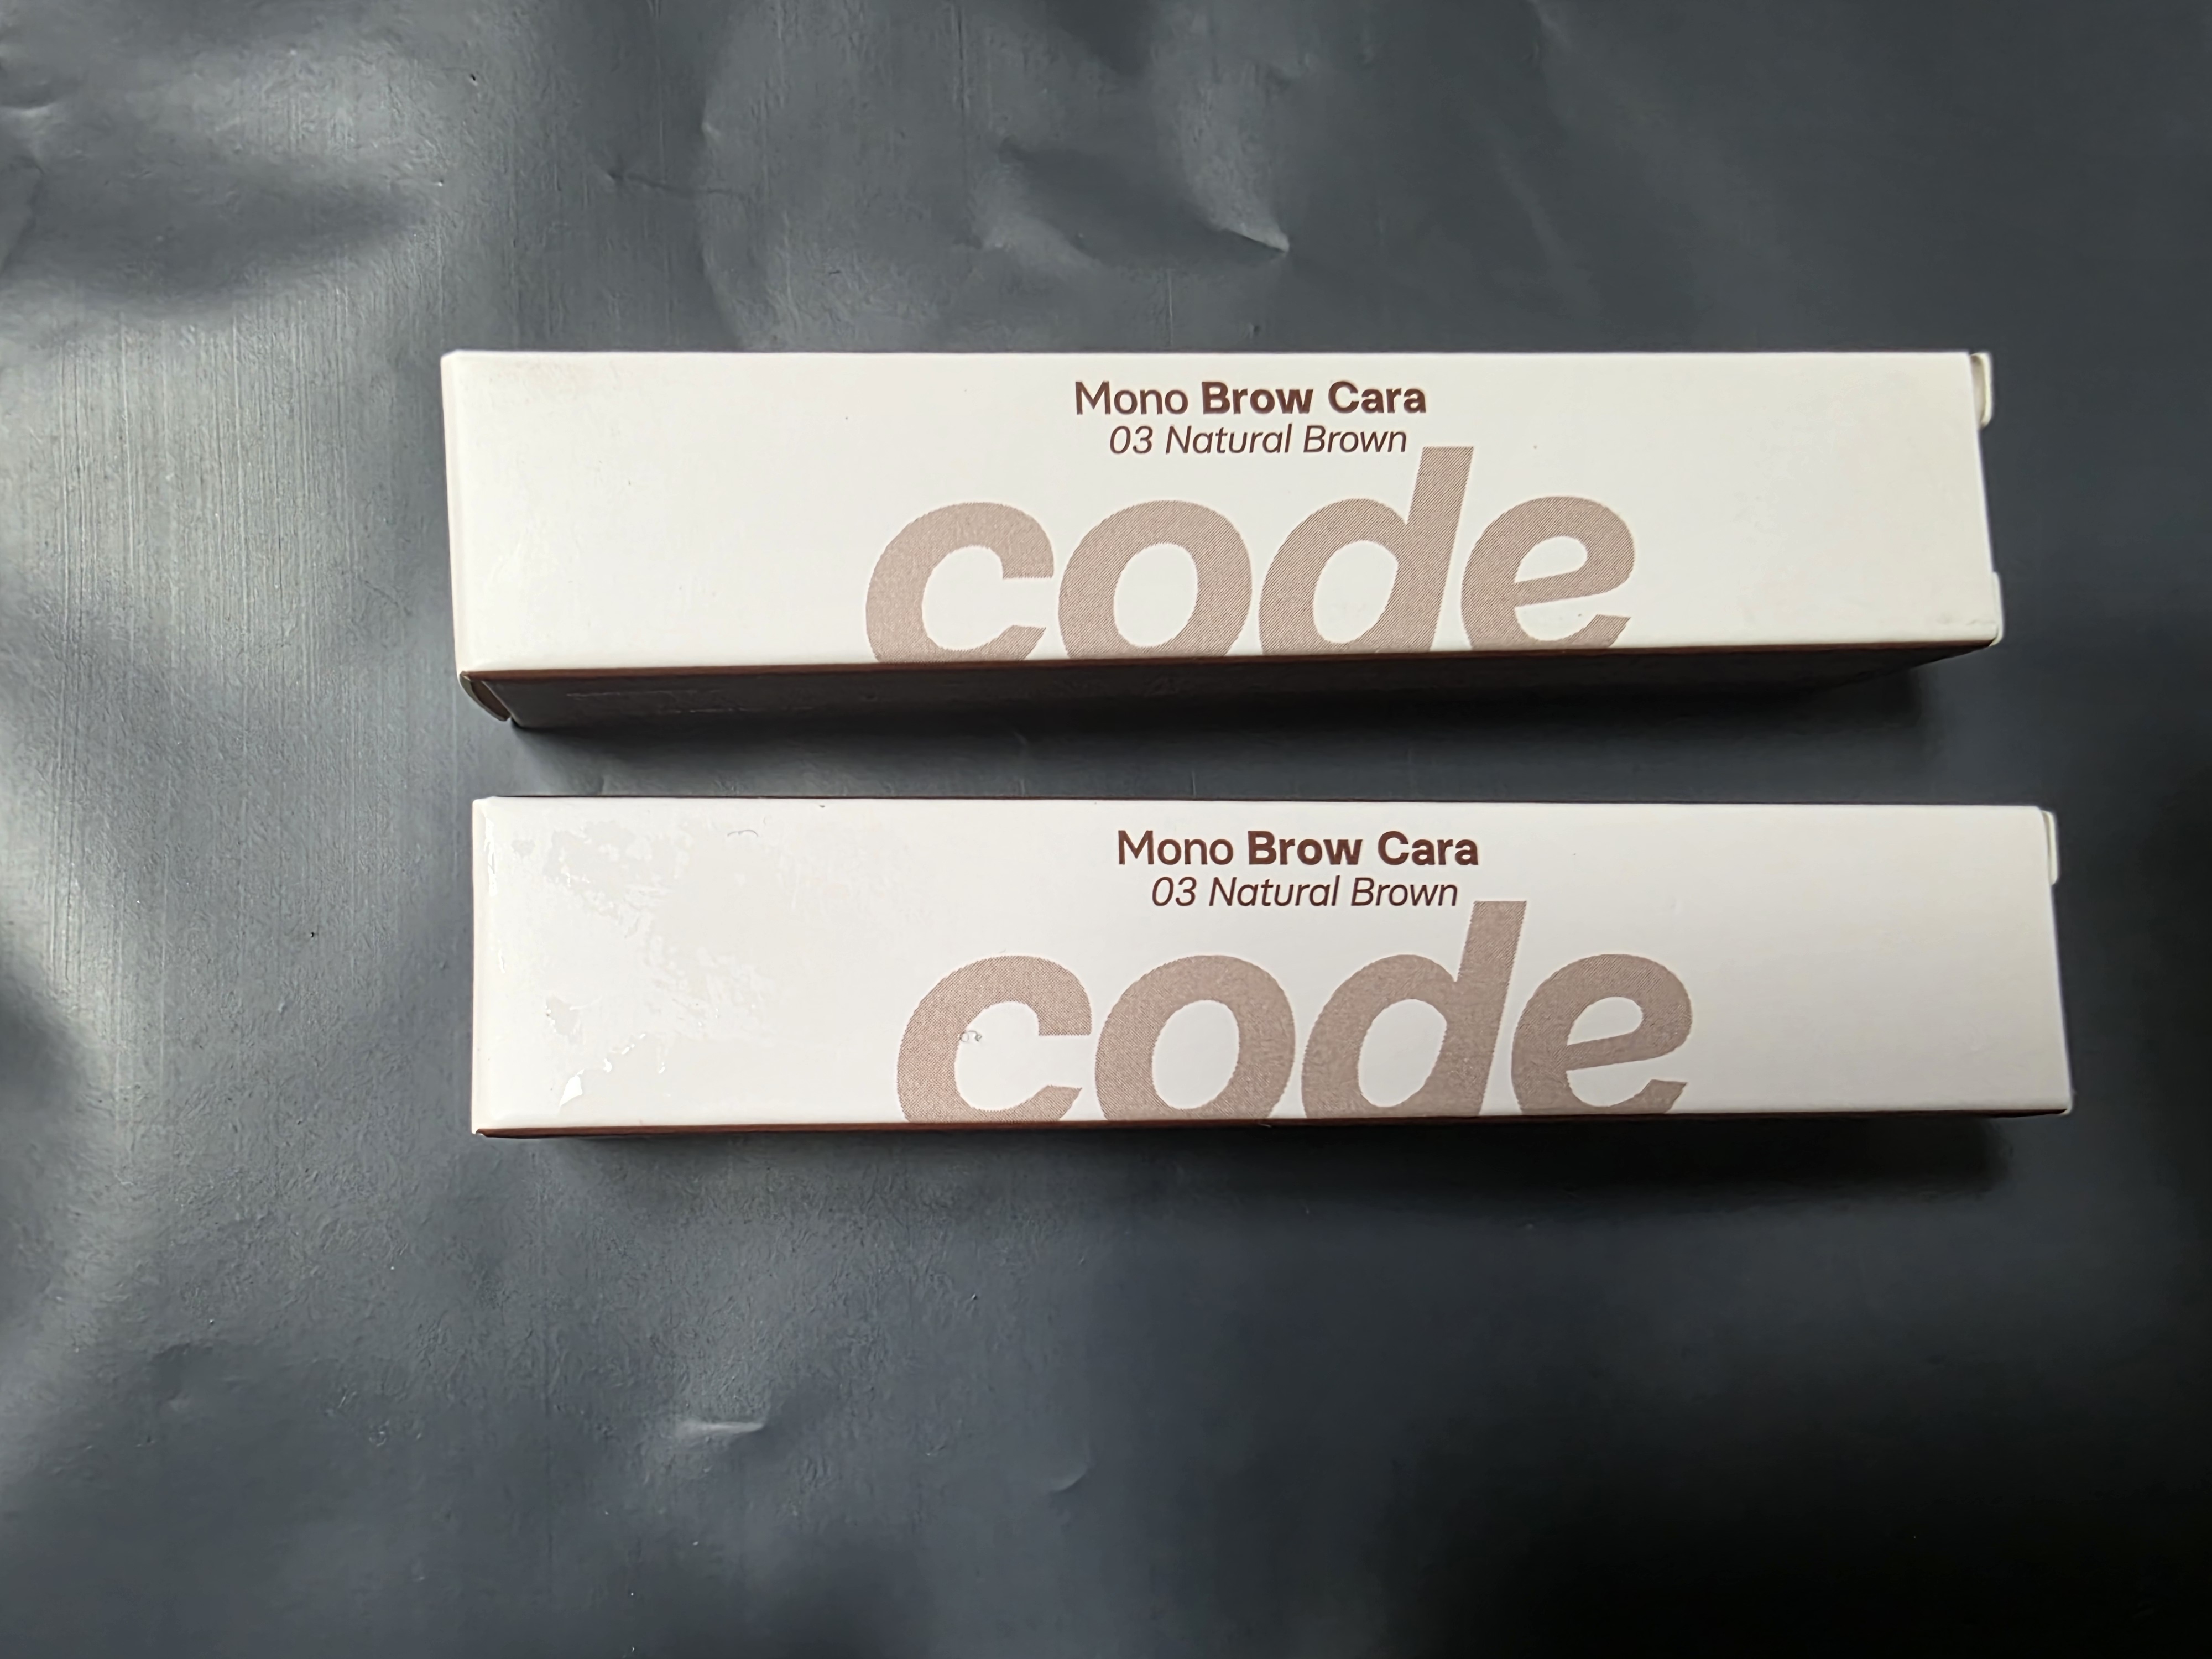 Mono Brow Cara
03 Natural Brown
code
Mono Brow Cara
03 Natural Brown
code